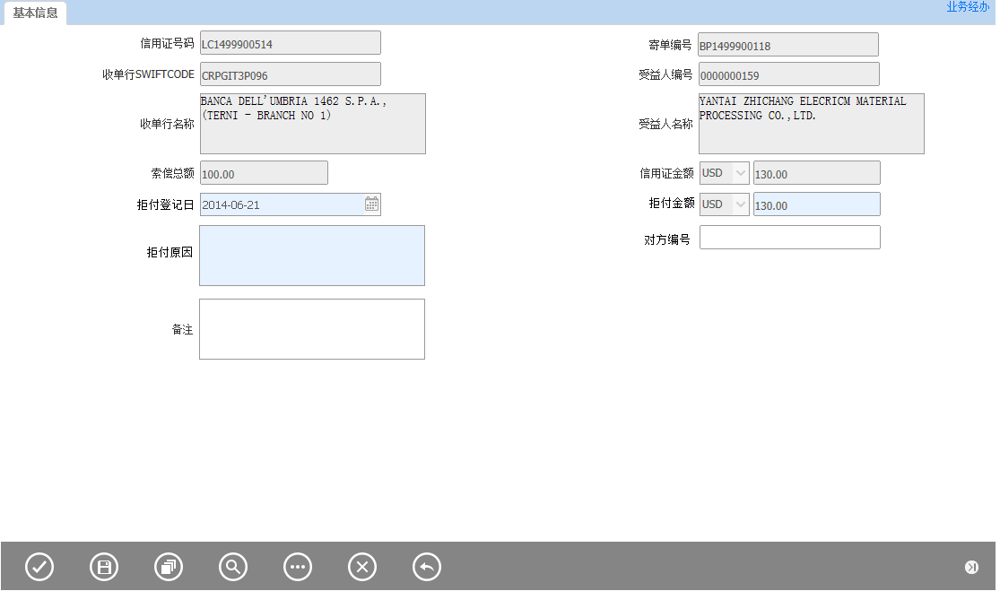 基本信息
业务经办
信用证号码 LC1499900514
寄单编号 BP1499900118
收单行SWIFTCODE CRPGIT3P096
受益人编号 0000000159
收单行名称
BANCA DELL'UMBRIA 1462 S.P.A.,
(TERNI - BRANCH NO 1)
受益人名称
YANTAI ZHICHANG ELECRICM MATERIAL
PROCESSING CO.,LTD.
索偿总额 100.00
信用证金额 USD 130.00
拒付登记日 2014-06-21
拒付金额 USD 130.00
拒付原因
对方编号
备注